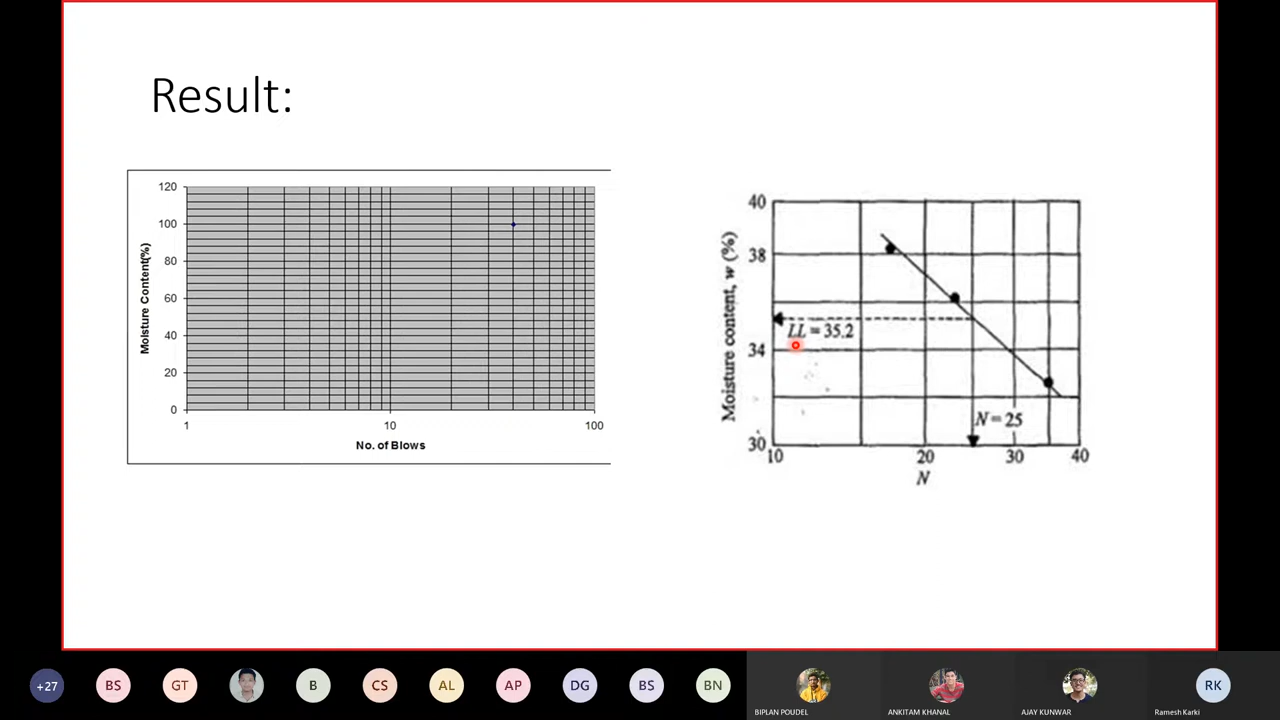 Result:
120
100
80
60
40
20
0
Moisture Content(%)
1
10
100
No. of Blows
40
38
34
30
Moisture content, w (%)
LL = 35.2
N = 25
10
20
30
40
N
+27
BS
GT
B
CS
AL
AP
DG
BS
BN
BIPLAN POUDEL
ANKITAM KHANAL
AJAY KUNWAR
RK
Ramesh Karki